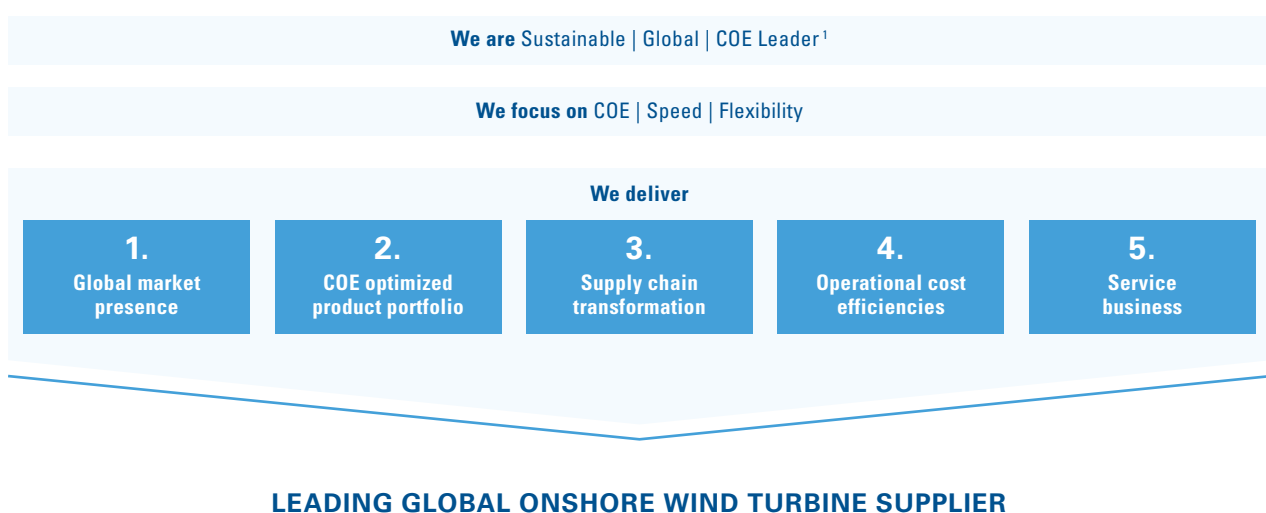 We are Sustainable | Global | COE Leader¹
We focus on COE | Speed | Flexibility
We deliver
1.
Global market
presence
2.
COE optimized
product portfolio
3.
Supply chain
transformation
4.
Operational cost
efficiencies
5.
Service
business
LEADING GLOBAL ONSHORE WIND TURBINE SUPPLIER